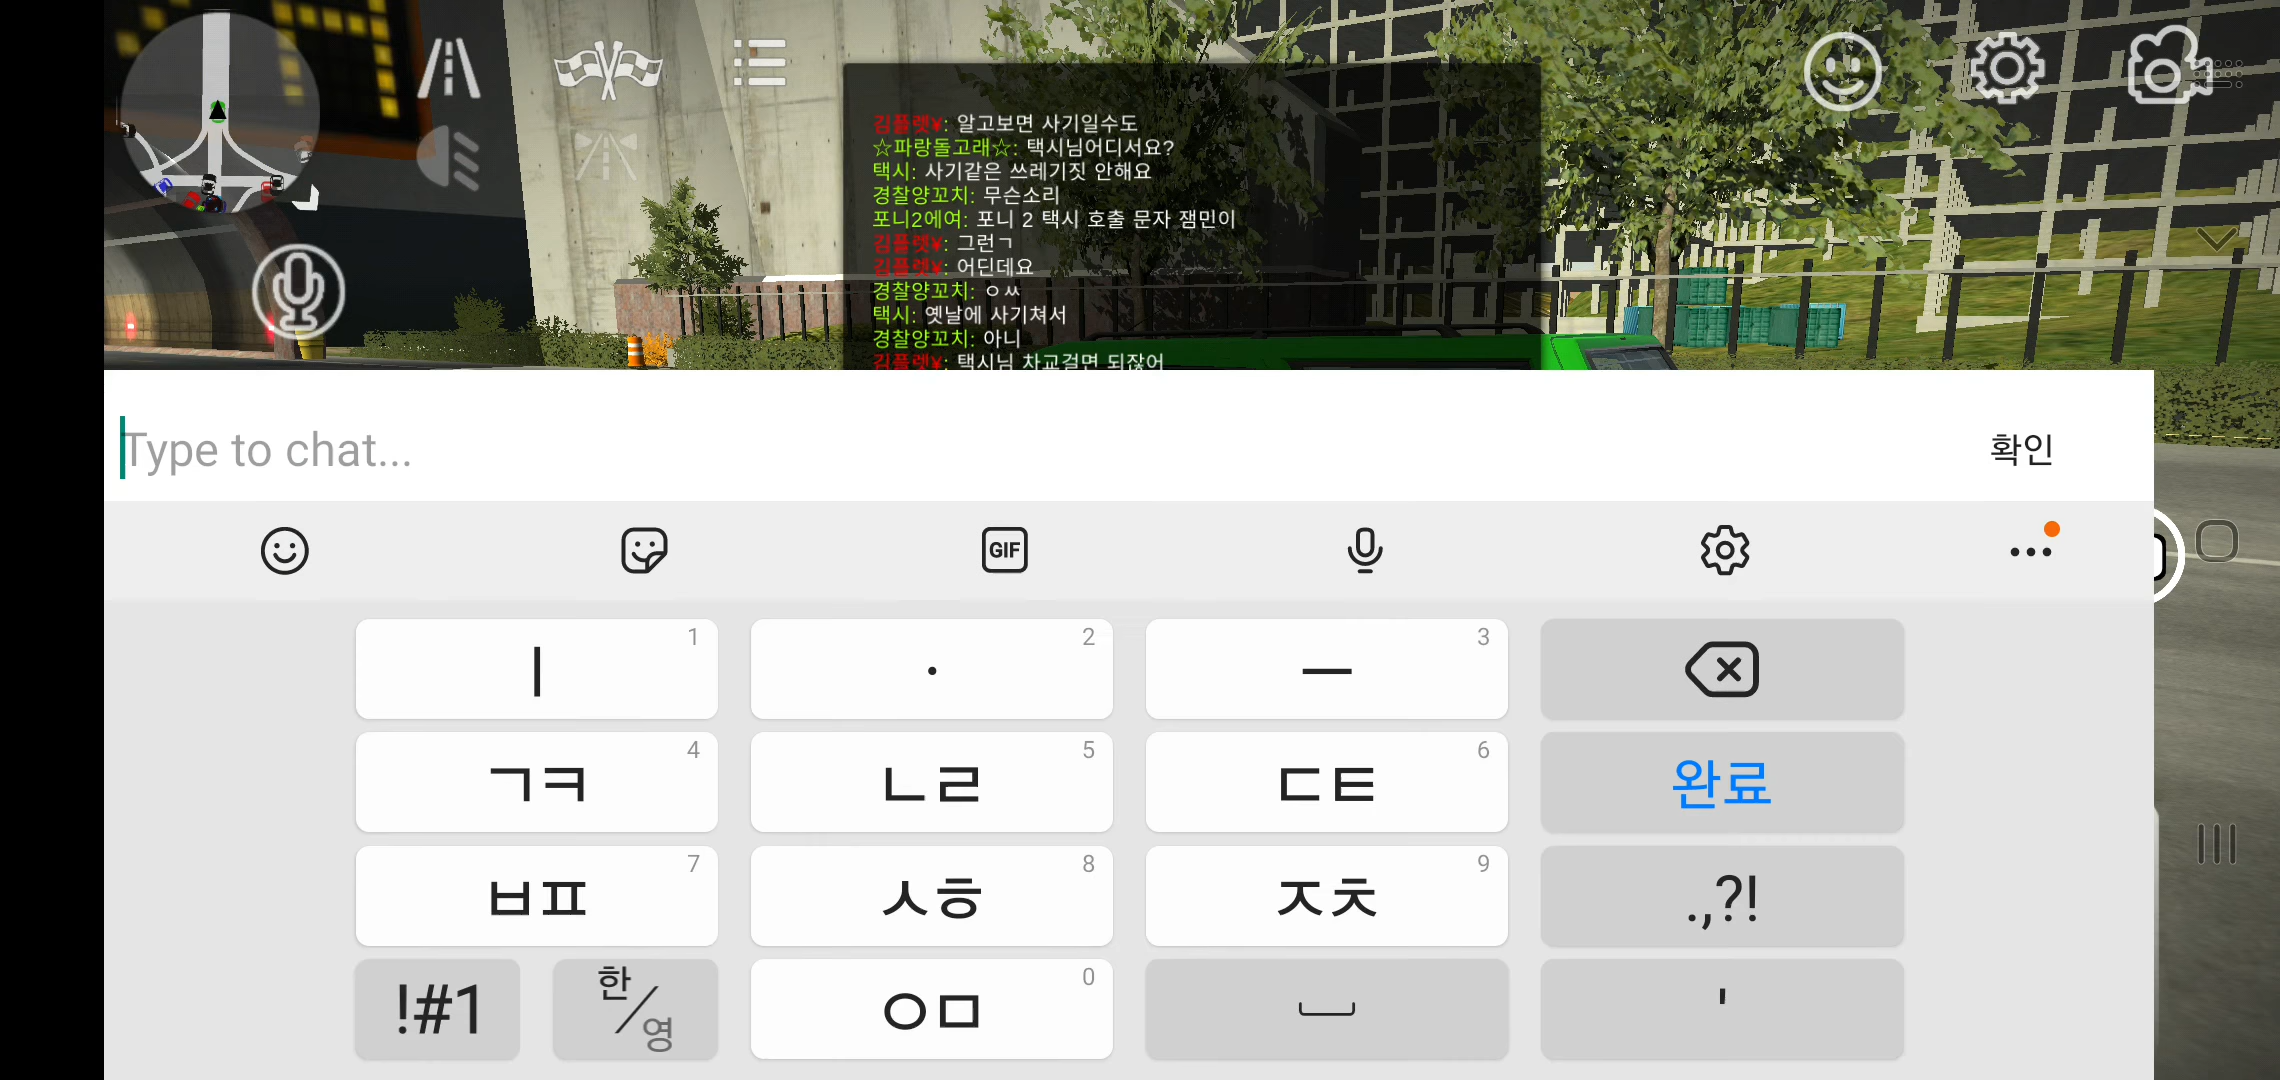 김플렛¥: 알고보면 사기일수도
☆파랑돌고래☆: 택시님어디서요?
택시: 사기같은 쓰레기짓 안해요
경찰양꼬치: 무슨소리
포니2에여: 포니 2 택시 호출 문자 잼민이
김플렛¥: 그런ㄱ
김플렛¥: 어딘데요
경찰양꼬치: ㅇㅆ
택시: 옛날에 사기쳐서
경찰양꼬치: 아니
김플렛¥: 택시님 차교걸면 되잖어
Type to chat...
확인
GIF
ㅣ 1
· 2
ㅡ 3
ㄱㅋ 4
ㄴㄹ 5
ㄷㅌ 6
완료
ㅂㅍ 7
ㅅㅎ 8
ㅈㅊ 9
.,?!
!#1
한/영
ㅇㅁ 0
'